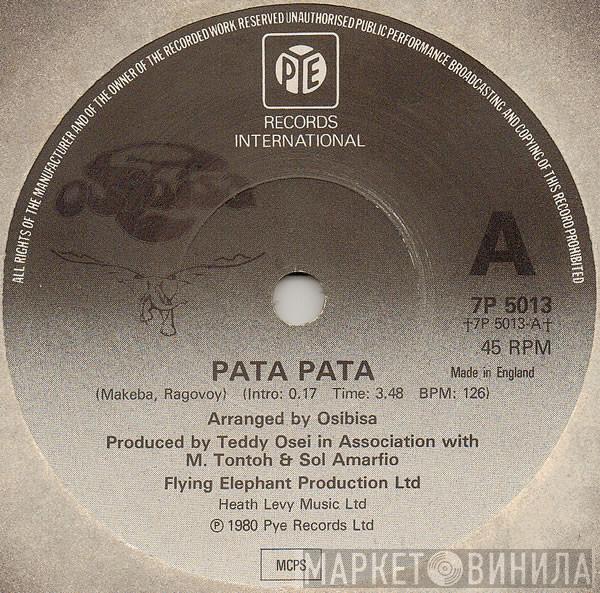 ALL RIGHTS OF THE MANUFACTURER AND OF THE OWNER OF THE RECORDED WORK RESERVED UNAUTHORISED PUBLIC PERFORMANCE BROADCASTING AND COPYING OF THIS RECORD PROHIBITED
PYE
RECORDS
INTERNATIONAL
OSIBISA
A
7P 5013
†7P 5013-A†
45 RPM
PATA PATA
Made in England
(Makeba, Ragovoy) (Intro: 0.17 Time: 3.48 BPM: 126)
Arranged by Osibisa
Produced by Teddy Osei in Association with
M. Tontoh & Sol Amarfio
Flying Elephant Production Ltd
Heath Levy Music Ltd
℗ 1980 Pye Records Ltd
MCPS
МАРКЕТ ВИНИЛА